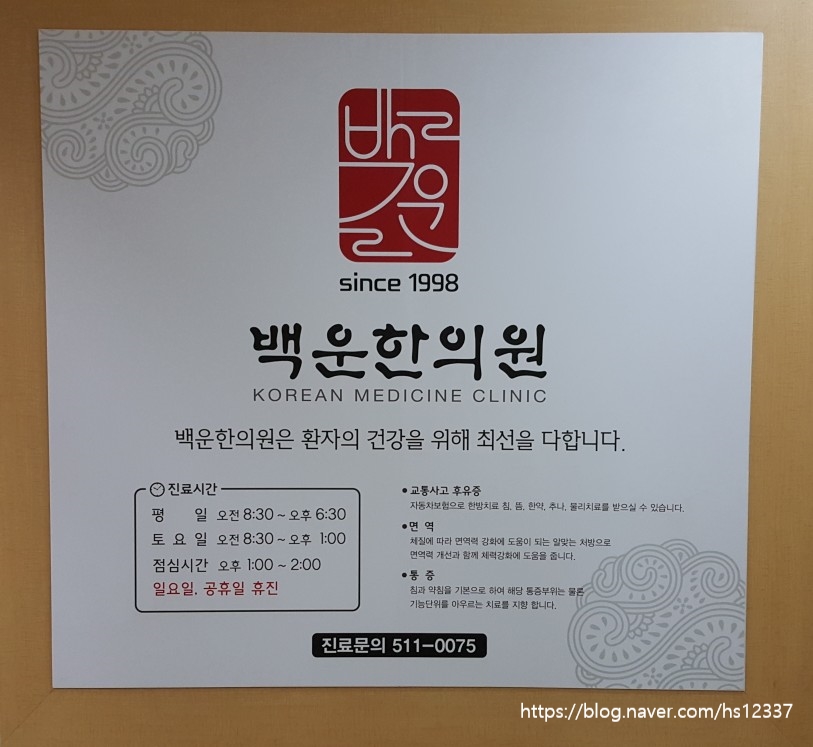 백운
since 1998
백운한의원
KOREAN MEDICINE CLINIC
백운한의원은 환자의 건강을 위해 최선을 다합니다.
진료시간
평 일 오전 8:30 ~ 오후 6:30
토 요 일 오전 8:30 ~ 오후 1:00
점심시간 오후 1:00 ~ 2:00
일요일, 공휴일 휴진
● 교통사고 후유증
자동차보험으로 한방치료 침, 뜸, 한약, 추나, 물리치료를 받으실 수 있습니다.
● 면 역
체질에 따라 면역력 강화에 도움이 되는 알맞는 처방으로
면역력 개선과 함께 체력강화에 도움을 줍니다.
● 통 증
침과 약침을 기본으로 하여 해당 통증부위는 물론
기능단위를 아우르는 치료를 지향 합니다.
진료문의 511-0075
https://blog.naver.com/hs12337